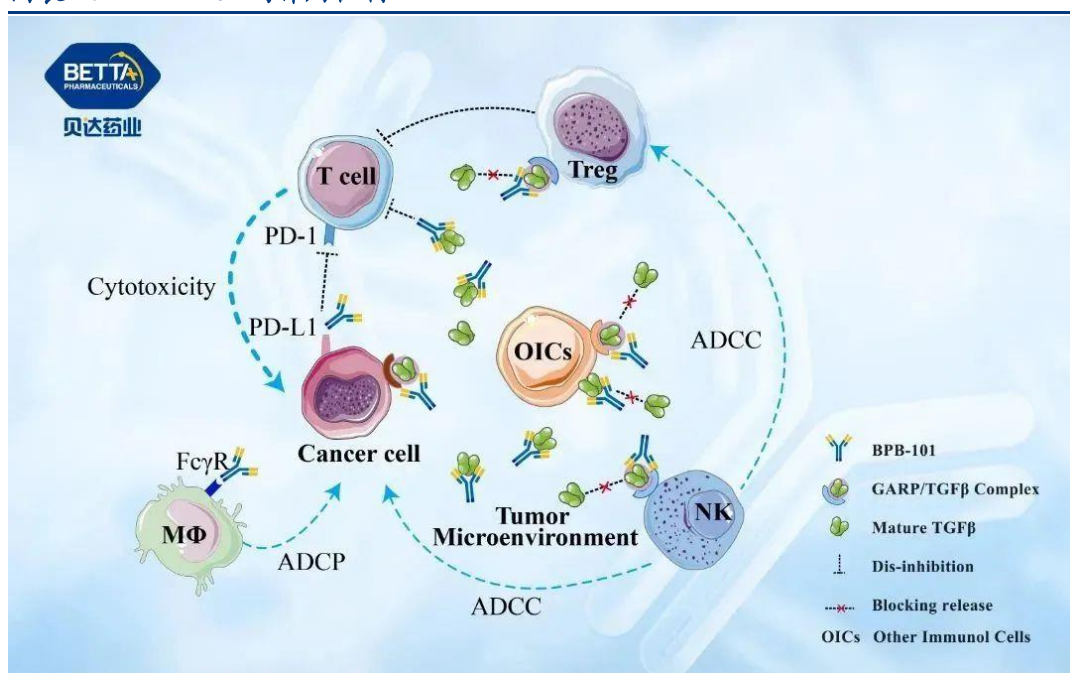 BETTA
PHARMACEUTICALS
贝达药业
T cell
Treg
PD-1
Cytotoxicity
PD-L1
OICs
ADCC
Cancer cell
FcγR
MΦ
ADCP
Tumor
Microenvironment
NK
ADCC
BPB-101
GARP/TGFβ Complex
Mature TGFβ
Dis-inhibition
Blocking release
OICs Other Immunol Cells